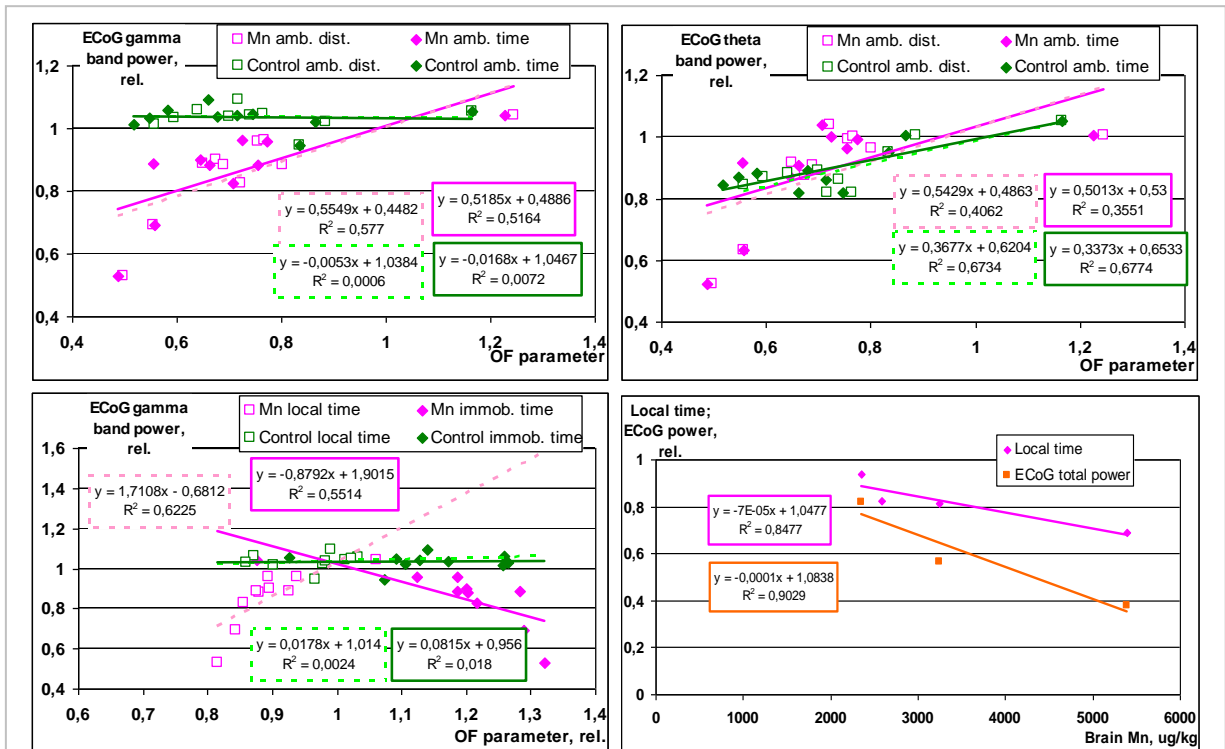 ECoG gamma
band power,
rel.
Mn amb. dist.
Mn amb. time
Control amb. dist.
Control amb. time
1,2
1
0,8
0,6
0,4
y = 0,5549x + 0,4482
R² = 0,577
y = 0,5185x + 0,4886
R² = 0,5164
y = -0,0053x + 1,0384
R² = 0,0006
y = -0,0168x + 1,0467
R² = 0,0072
0,4 0,6 0,8 1 1,2 1,4
OF parameter
ECoG theta
band power,
rel.
Mn amb. dist.
Mn amb. time
Control amb. dist.
Control amb. time
1,2
1
0,8
0,6
0,4
y = 0,5429x + 0,4863
R² = 0,4062
y = 0,5013x + 0,53
R² = 0,3551
y = 0,3677x + 0,6204
R² = 0,6734
y = 0,3373x + 0,6533
R² = 0,6774
0,4 0,6 0,8 1 1,2 1,4
OF parameter
ECoG gamma
band power,
rel.
Mn local time
Mn immob. time
Control local time
Control immob. time
1,6
1,4
1,2
1
0,8
0,6
0,4
y = 1,7108x - 0,6812
R² = 0,6225
y = -0,8792x + 1,9015
R² = 0,5514
y = 0,0178x + 1,014
R² = 0,0024
y = 0,0815x + 0,956
R² = 0,018
0,6 0,7 0,8 0,9 1 1,1 1,2 1,3 1,4
OF parameter, rel.
Local time;
ECoG power,
rel.
Local time
ECoG total power
1
0,8
0,6
0,4
0,2
0
y = -7E-05x + 1,0477
R² = 0,8477
y = -0,0001x + 1,0838
R² = 0,9029
0 1000 2000 3000 4000 5000 6000
Brain Mn, ug/kg